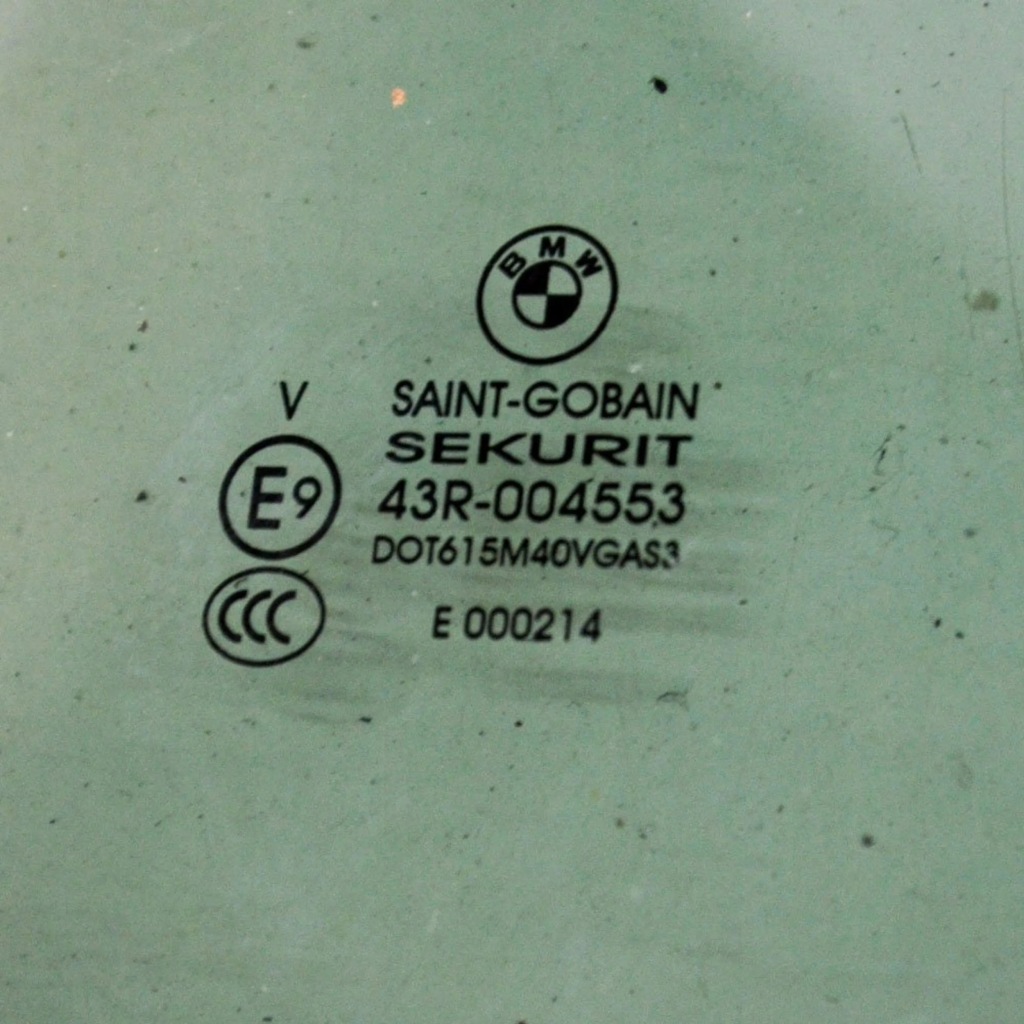 BMW
V
SAINT-GOBAIN
SEKURIT
E9
43R-004553
DOT615M40VGAS3
CCC
E 000214